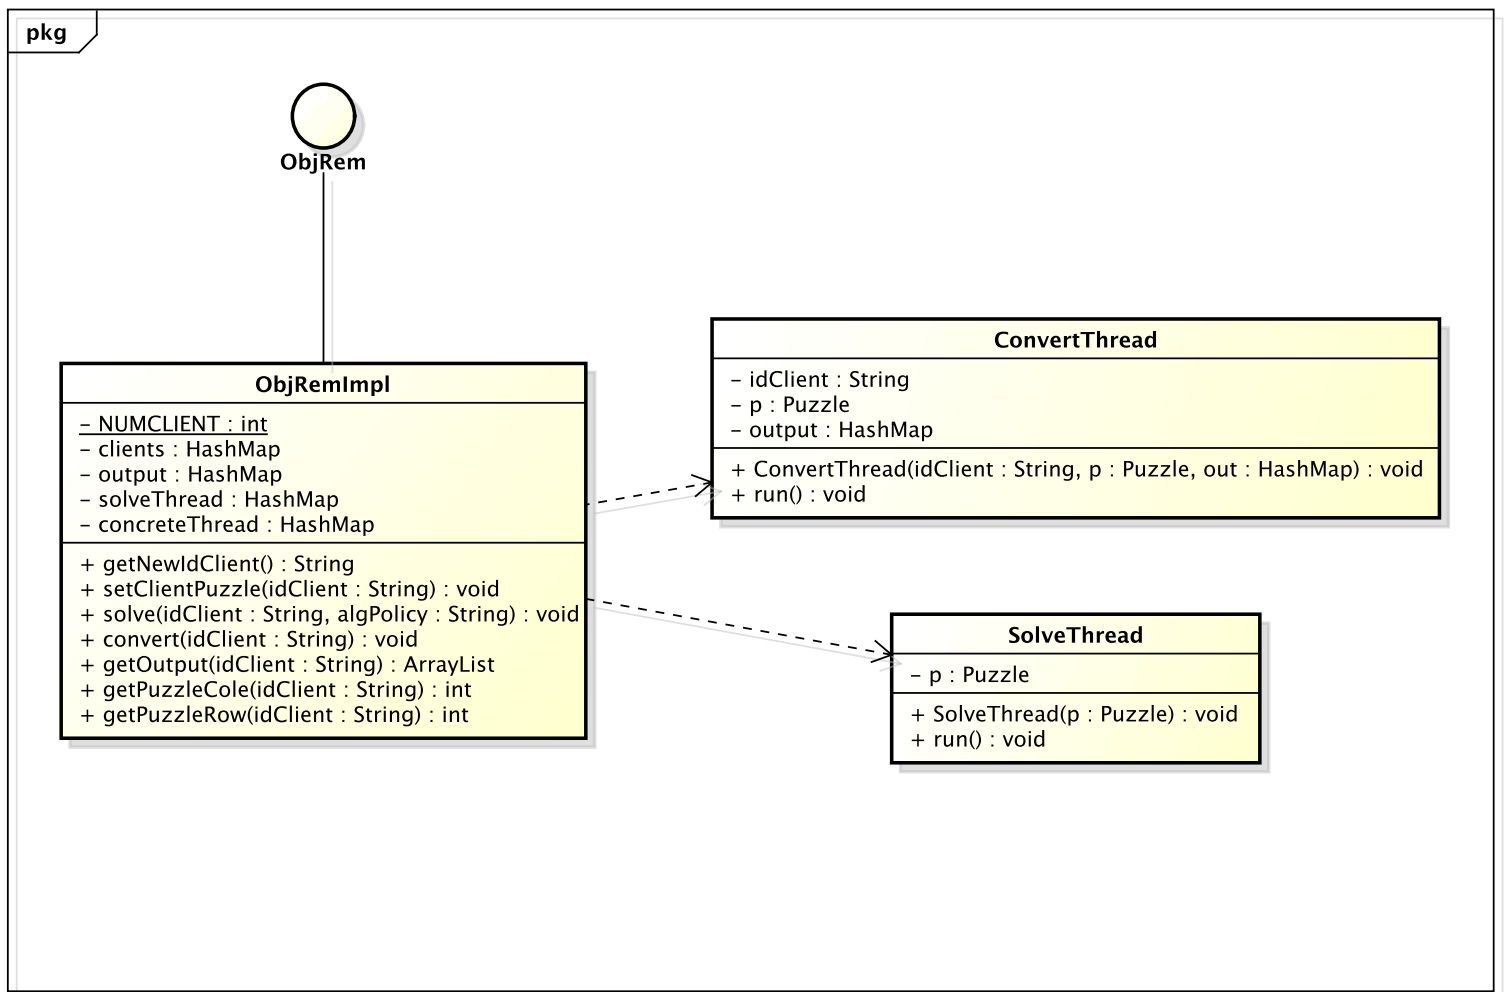 pkg
ObjRem
ObjRemImpl
– NUMCLIENT : int
– clients : HashMap
– output : HashMap
– solveThread : HashMap
– concreteThread : HashMap
+ getNewIdClient() : String
+ setClientPuzzle(idClient : String) : void
+ solve(idClient : String, algPolicy : String) : void
+ convert(idClient : String) : void
+ getOutput(idClient : String) : ArrayList
+ getPuzzleCole(idClient : String) : int
+ getPuzzleRow(idClient : String) : int
ConvertThread
– idClient : String
– p : Puzzle
– output : HashMap
+ ConvertThread(idClient : String, p : Puzzle, out : HashMap) : void
+ run() : void
SolveThread
– p : Puzzle
+ SolveThread(p : Puzzle) : void
+ run() : void